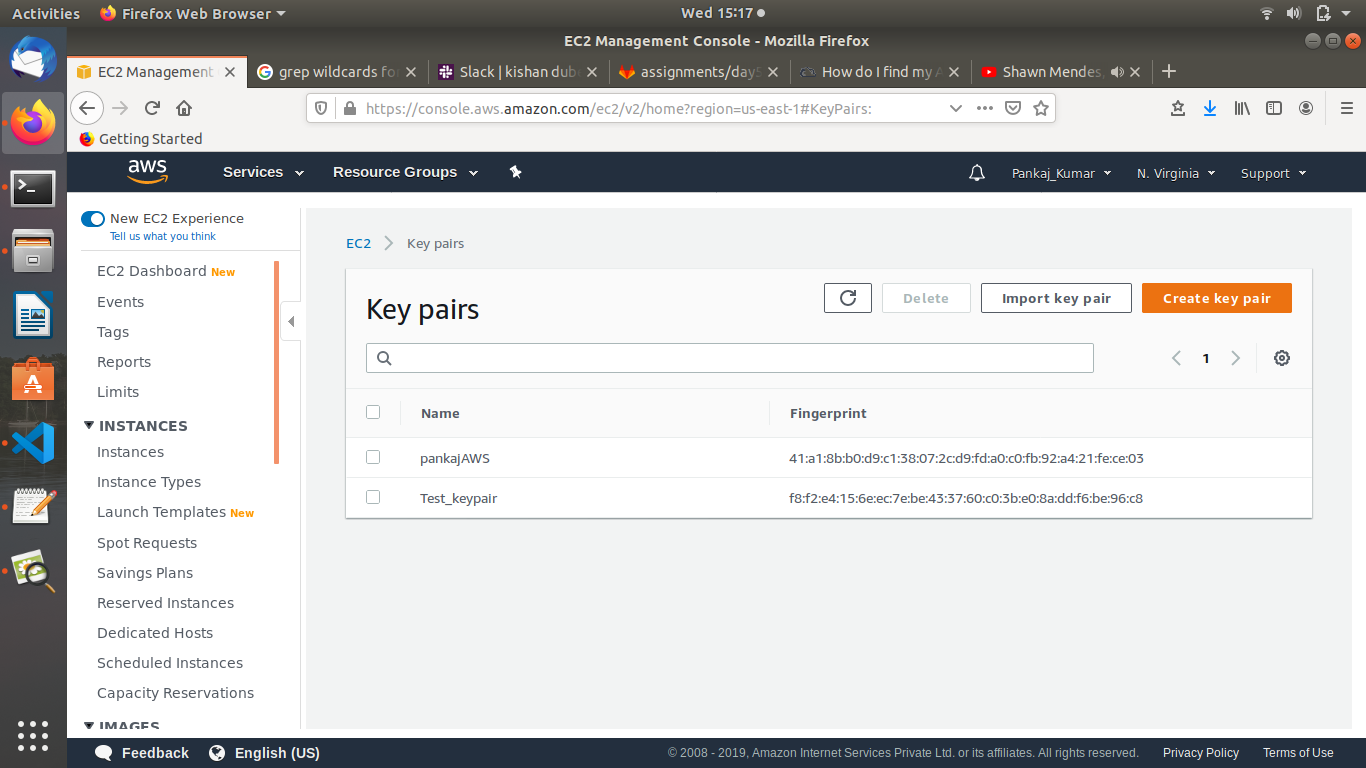 Activities Firefox Web Browser Wed 15:17
EC2 Management Console - Mozilla Firefox
EC2 Management grep wildcards fo Slack | kishan dub assignments/day5 How do I find my A Shawn Mendes,
https://console.aws.amazon.com/ec2/v2/home?region=us-east-1#KeyPairs:
Getting Started
aws Services Resource Groups Pankaj_Kumar N. Virginia Support
New EC2 Experience
Tell us what you think
EC2 Dashboard New
Events
Tags
Reports
Limits
INSTANCES
Instances
Instance Types
Launch Templates New
Spot Requests
Savings Plans
Reserved Instances
Dedicated Hosts
Scheduled Instances
Capacity Reservations
IMAGES
EC2 Key pairs
Key pairs
Delete Import key pair Create key pair
1
Name Fingerprint
pankajAWS 41:a1:8b:b0:d9:c1:38:07:2c:d9:fd:a0:c0:fb:92:a4:21:fe:ce:03
Test_keypair f8:f2:e4:15:6e:ec:7e:be:43:37:60:c0:3b:e0:8a:dd:f6:be:96:c8
Feedback English (US) © 2008 - 2019, Amazon Internet Services Private Ltd. or its affiliates. All rights reserved. Privacy Policy Terms of Use